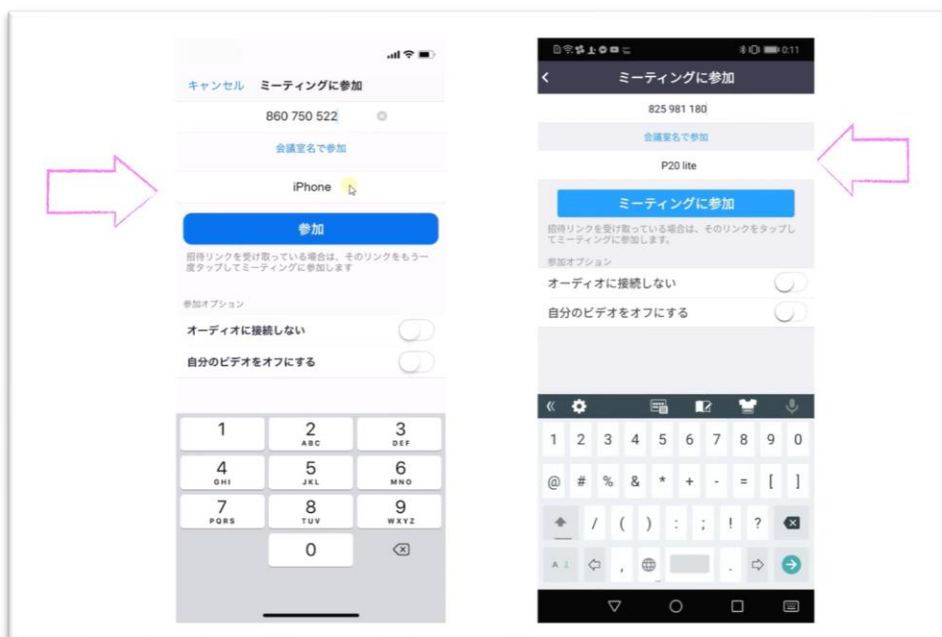 キャンセル ミーティングに参加
860 750 522
会議室名で参加
iPhone
参加
招待リンクを受け取っている場合は、そのリンクをもう一
度タップしてミーティングに参加します
参加オプション
オーディオに接続しない
自分のビデオをオフにする
1 2 3
ABC DEF
4 5 6
GHI JKL MNO
7 8 9
PQRS TUV WXYZ
0
0:11
ミーティングに参加
825 981 180
会議室名で参加
P20 lite
ミーティングに参加
招待リンクを受け取っている場合は、そのリンクをタップし
てミーティングに参加します。
参加オプション
オーディオに接続しない
自分のビデオをオフにする
1 2 3 4 5 6 7 8 9 0
@ # % & * + - = [ ]
/ ( ) : ; ! ?
A 1 , .